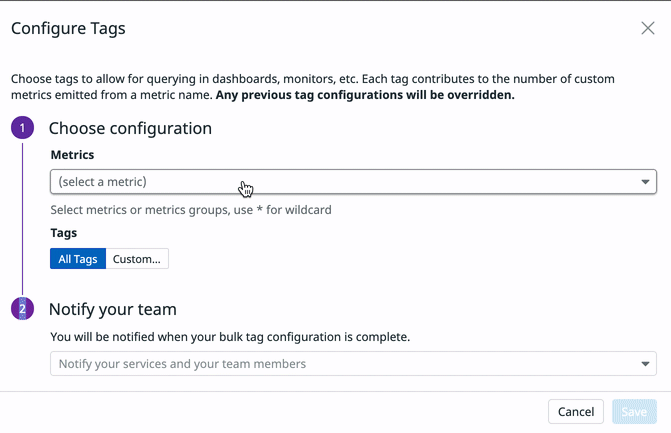 Configure Tags
Choose tags to allow for querying in dashboards, monitors, etc. Each tag contributes to the number of custom
metrics emitted from a metric name. Any previous tag configurations will be overridden.
1 Choose configuration
Metrics
(select a metric)
Select metrics or metrics groups, use * for wildcard
Tags
All Tags Custom...
2 Notify your team
You will be notified when your bulk tag configuration is complete.
Notify your services and your team members
Cancel Save